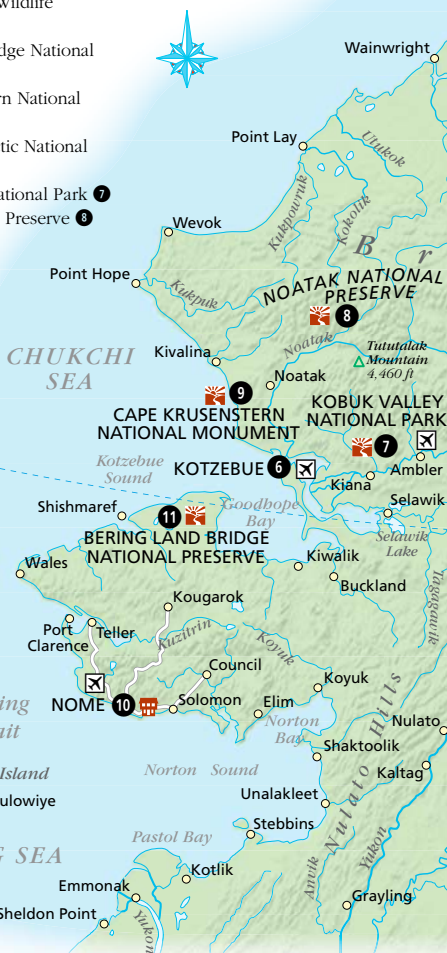 Wildlife
dge National
rn National
tic National
ational Park 7
Preserve 8
Wainwright
Point Lay
Utukok
Kukpowruk
Kokolik
B r
Wevok
Point Hope
Kukpuk
NOATAK NATIONAL
PRESERVE
8
Noatak
CHUKCHI
SEA
Kivalina
Tututalak
Mountain
4,460 ft
Noatak
9
CAPE KRUSENSTERN
NATIONAL MONUMENT
KOBUK VALLEY
NATIONAL PARK
7
Kotzebue
Sound
KOTZEBUE 6
Ambler
Kiana
Selawik
Shishmaref
11
Goodhope
Bay
BERING LAND BRIDGE
NATIONAL PRESERVE
Selawik
Lake
Wales
Kiwalik
Buckland
Tagagawik
Kougarok
Port
Clarence
Teller
Kuzitrin
Koyuk
Council
Koyuk
NOME 10
Solomon
Elim
Norton
Bay
ing
ait
Nulato
Shaktoolik
Nulato Hills
Island
Norton Sound
Kaltag
ulowiye
Unalakleet
Stebbins
Pastol Bay
G SEA
Anvik
Yukon
Kotlik
Emmonak
Grayling
Sheldon Point
Yukon